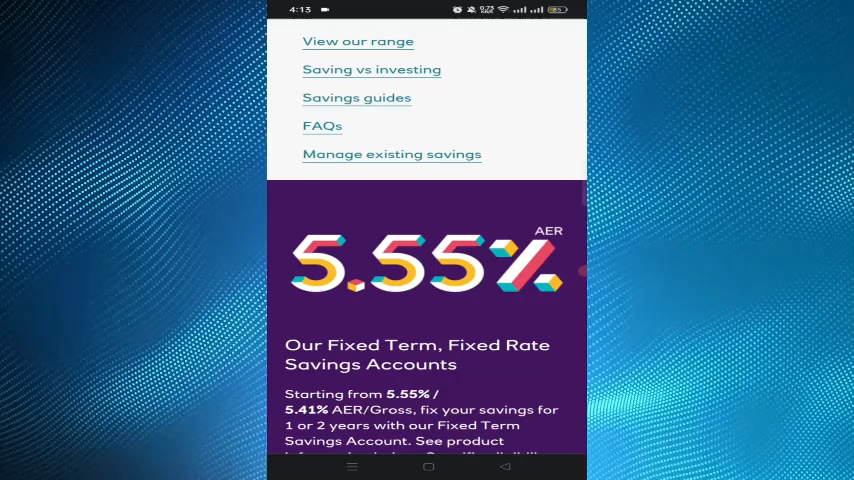 4:13
View our range
Saving vs investing
Savings guides
FAQs
Manage existing savings
AER
5.55%
Our Fixed Term, Fixed Rate
Savings Accounts
Starting from 5.55% /
5.41% AER/Gross, fix your savings for
1 or 2 years with our Fixed Term
Savings Account. See product